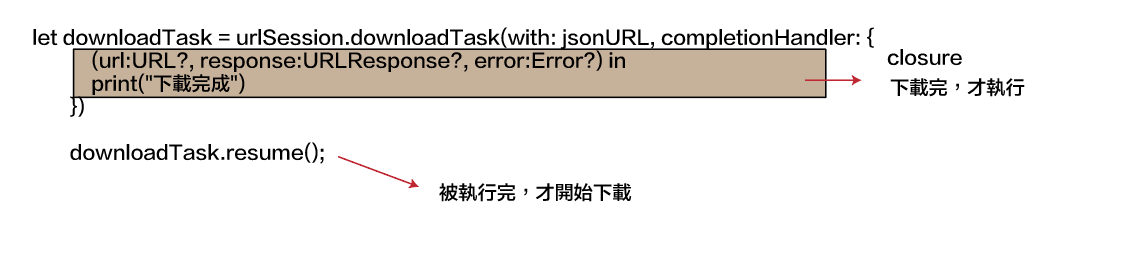 let downloadTask = urlSession.downloadTask(with: jsonURL, completionHandler: {
(url:URL?, response:URLResponse?, error:Error?) in
closure
print("下載完成")
下載完，才執行
})
downloadTask.resume();
被執行完，才開始下載